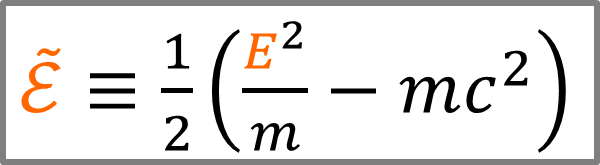 ℰ̃ ≡ 1/2 (E²/m − mc²)